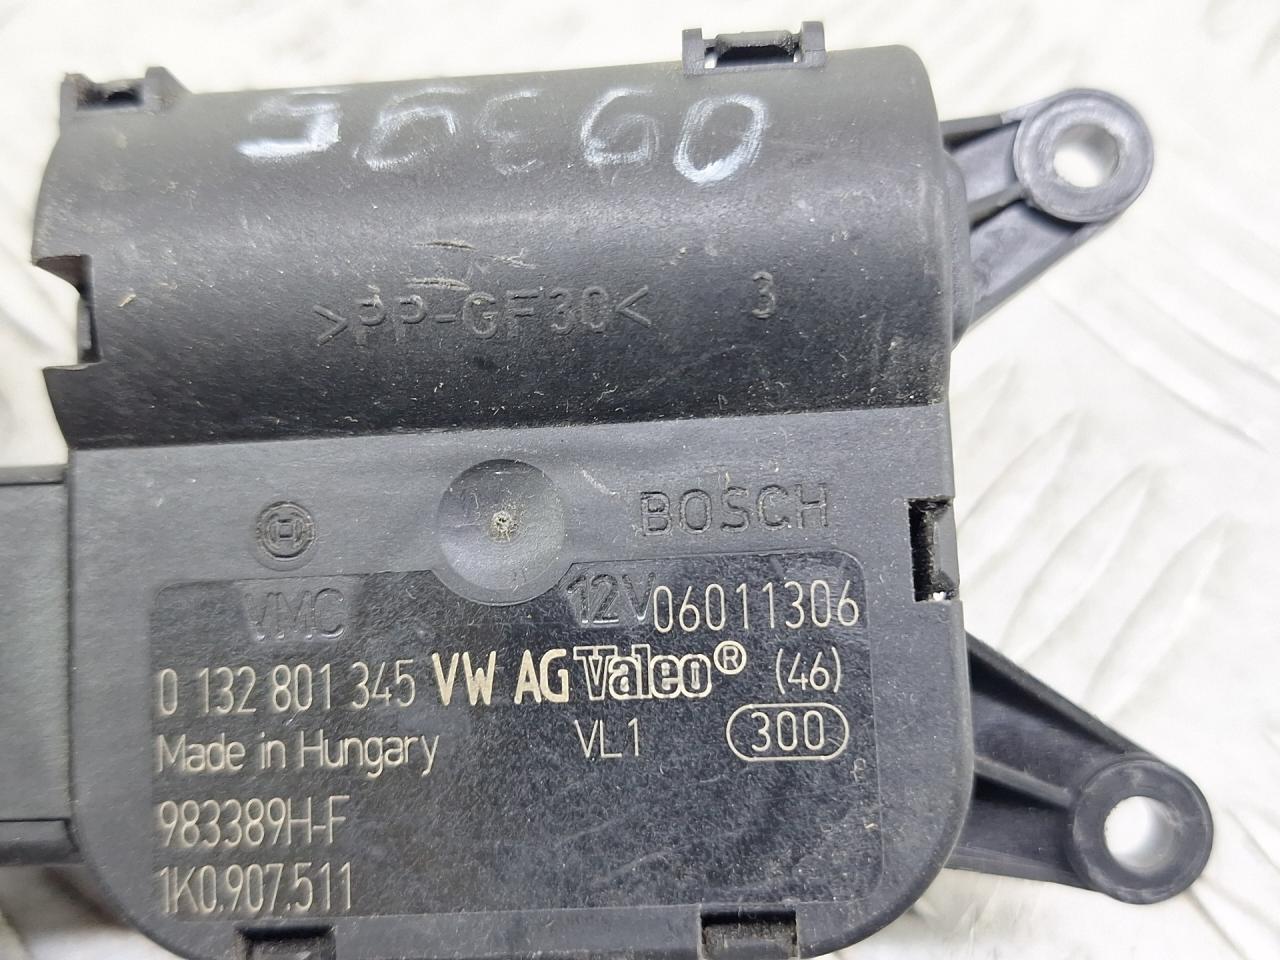 >PP-GF30< 3
BOSCH
VMC 12V 06011306
0 132 801 345 VW AG Valeo® (46)
Made in Hungary VL1 300
983389H-F
1K0.907.511